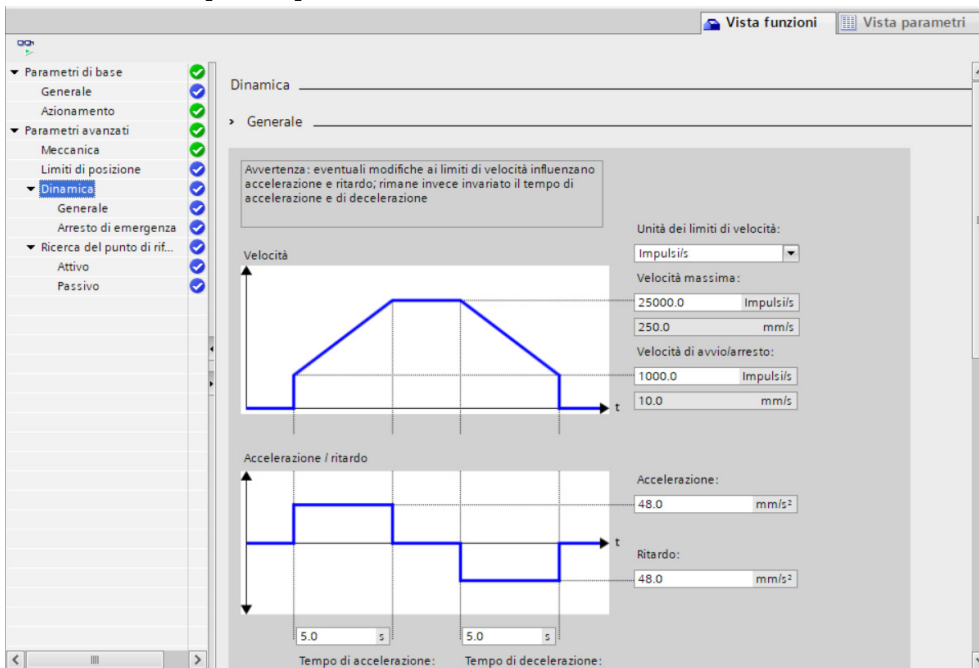 Vista funzioni
Vista parametri
Parametri di base
Generale
Azionamento
Parametri avanzati
Meccanica
Limiti di posizione
Dinamica
Generale
Arresto di emergenza
Ricerca del punto di rif...
Attivo
Passivo
Dinamica
Generale
Avvertenza: eventuali modifiche ai limiti di velocità influenzano
accelerazione e ritardo; rimane invece invariato il tempo di
accelerazione e di decelerazione
Unità dei limiti di velocità:
Impulsi/s
Velocità
Velocità massima:
25000.0 Impulsi/s
250.0 mm/s
Velocità di avvio/arresto:
1000.0 Impulsi/s
10.0 mm/s
t
Accelerazione / ritardo
Accelerazione:
48.0 mm/s²
t
Ritardo:
48.0 mm/s²
5.0 s 5.0 s
Tempo di accelerazione: Tempo di decelerazione: